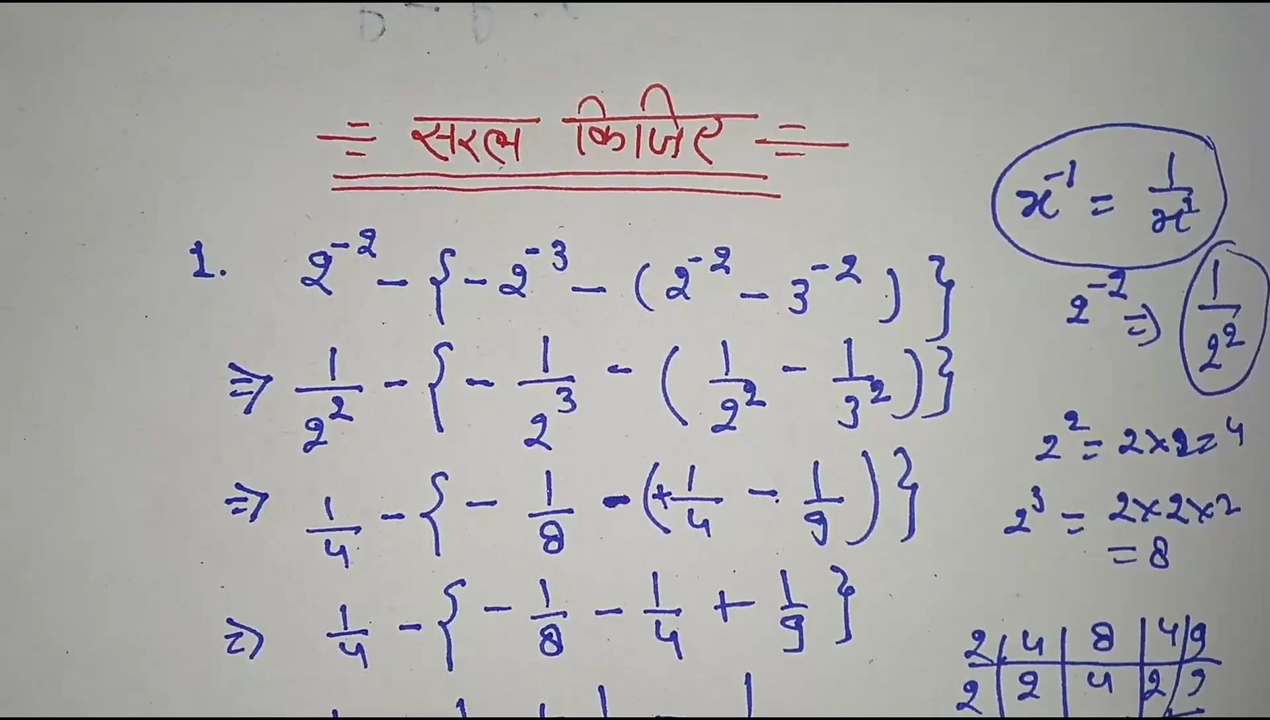 = सरल किजिए =
x⁻¹ = 1/x¹
1. 2⁻² - { - 2⁻³ - ( 2⁻² - 3⁻² ) }
2⁻² ⇒ 1/2²
⇒ 1/2² - { - 1/2³ - ( 1/2² - 1/3² ) }
2² = 2×2=4
⇒ 1/4 - { - 1/8 - ( +1/4 - 1/9 ) }
2³ = 2×2×2
= 8
⇒ 1/4 - { - 1/8 - 1/4 + 1/9 }
2 | 4 | 8 | 4 | 9
2 | 2 | 4 | 2 | 9